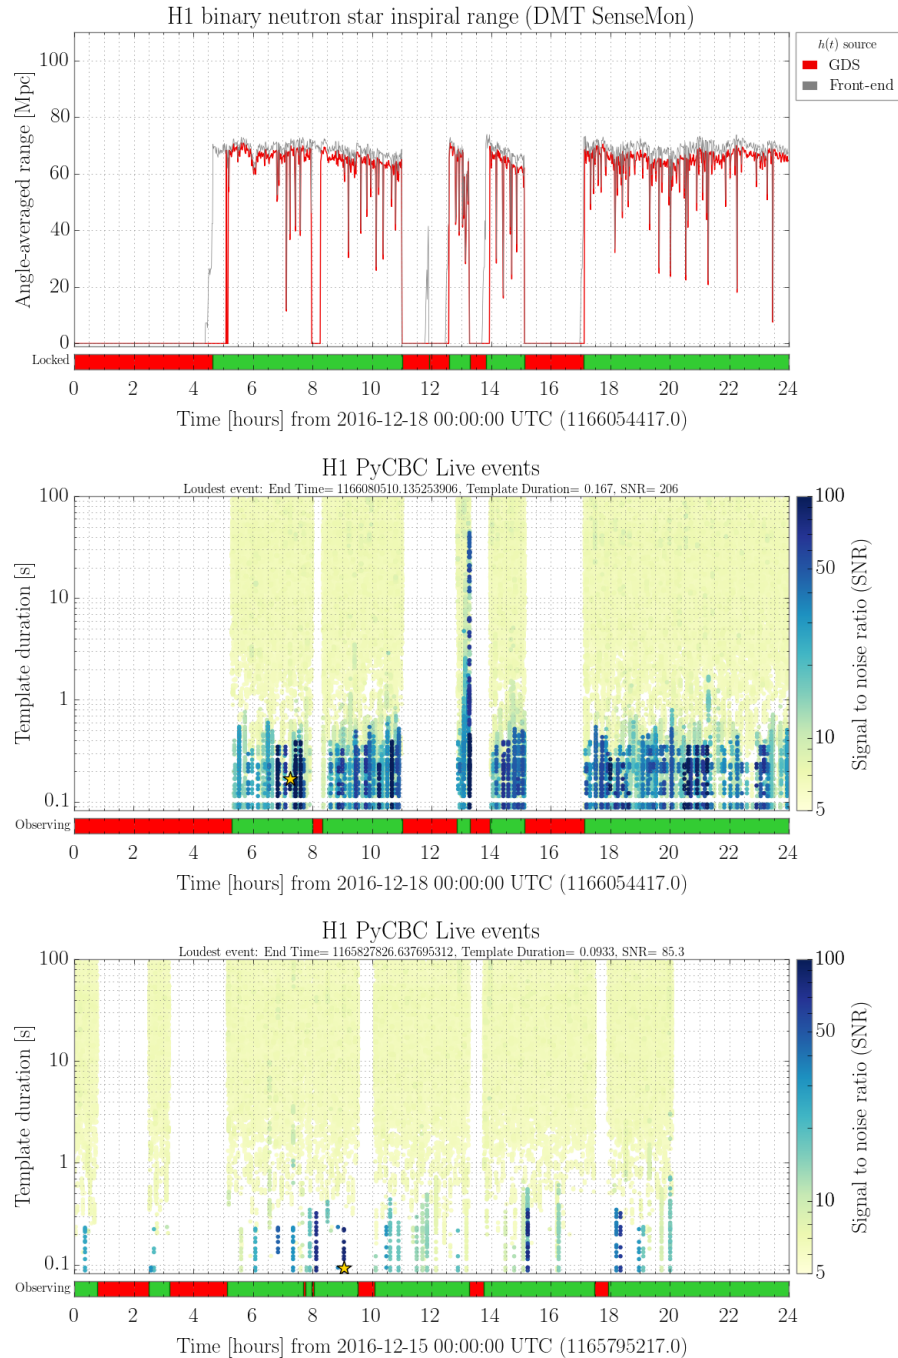 H1 binary neutron star inspiral range (DMT SenseMon)
h(t) source
GDS
Front-end
Angle-averaged range [Mpc]
100
80
60
40
20
0
Locked
0 2 4 6 8 10 12 14 16 18 20 22 24
Time [hours] from 2016-12-18 00:00:00 UTC (1166054417.0)
H1 PyCBC Live events
Loudest event: End Time= 1166080510.135253906, Template Duration= 0.167, SNR= 206
Template duration [s]
100
10
1
0.1
100
50
10
5
Signal to noise ratio (SNR)
Observing
0 2 4 6 8 10 12 14 16 18 20 22 24
Time [hours] from 2016-12-18 00:00:00 UTC (1166054417.0)
H1 PyCBC Live events
Loudest event: End Time= 1165827826.637695312, Template Duration= 0.0933, SNR= 85.3
Template duration [s]
100
10
1
0.1
100
50
10
5
Signal to noise ratio (SNR)
Observing
0 2 4 6 8 10 12 14 16 18 20 22 24
Time [hours] from 2016-12-15 00:00:00 UTC (1165795217.0)